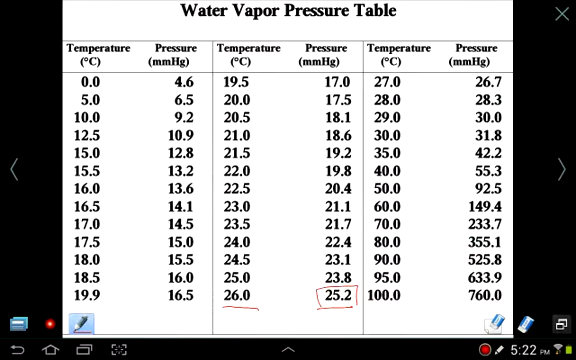 Water Vapor Pressure Table
Temperature Pressure Temperature Pressure Temperature Pressure
(°C) (mmHg) (°C) (mmHg) (°C) (mmHg)
0.0 4.6 19.5 17.0 27.0 26.7
5.0 6.5 20.0 17.5 28.0 28.3
10.0 9.2 20.5 18.1 29.0 30.0
12.5 10.9 21.0 18.6 30.0 31.8
15.0 12.8 21.5 19.2 35.0 42.2
15.5 13.2 22.0 19.8 40.0 55.3
16.0 13.6 22.5 20.4 50.0 92.5
16.5 14.1 23.0 21.1 60.0 149.4
17.0 14.5 23.5 21.7 70.0 233.7
17.5 15.0 24.0 22.4 80.0 355.1
18.0 15.5 24.5 23.1 90.0 525.8
18.5 16.0 25.0 23.8 95.0 633.9
19.9 16.5 26.0 25.2 100.0 760.0
5:22 PM